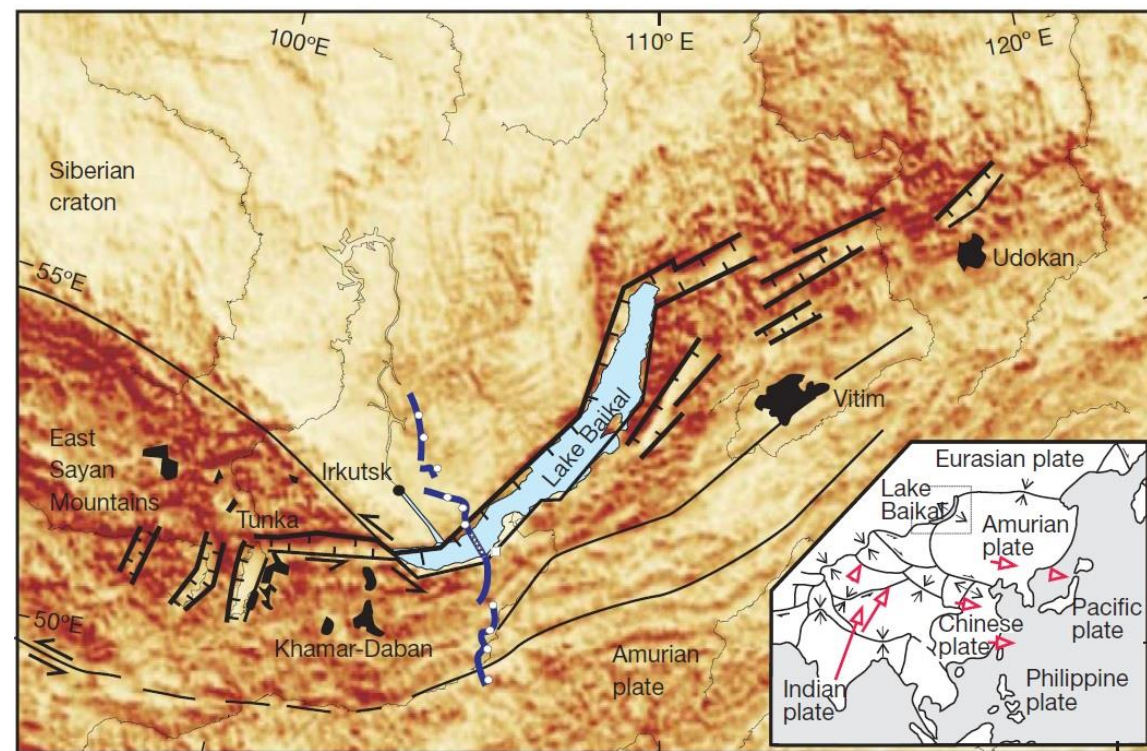 100°E
110° E
120° E
Siberian
craton
55°E
Udokan
Lake Baikal
Vitim
East
Sayan
Mountains
Irkutsk
Tunka
50°E
Khamar-Daban
Amurian
plate
Eurasian plate
Lake
Baikal
Amurian
plate
Pacific
plate
Chinese
plate
Indian
plate
Philippine
plate